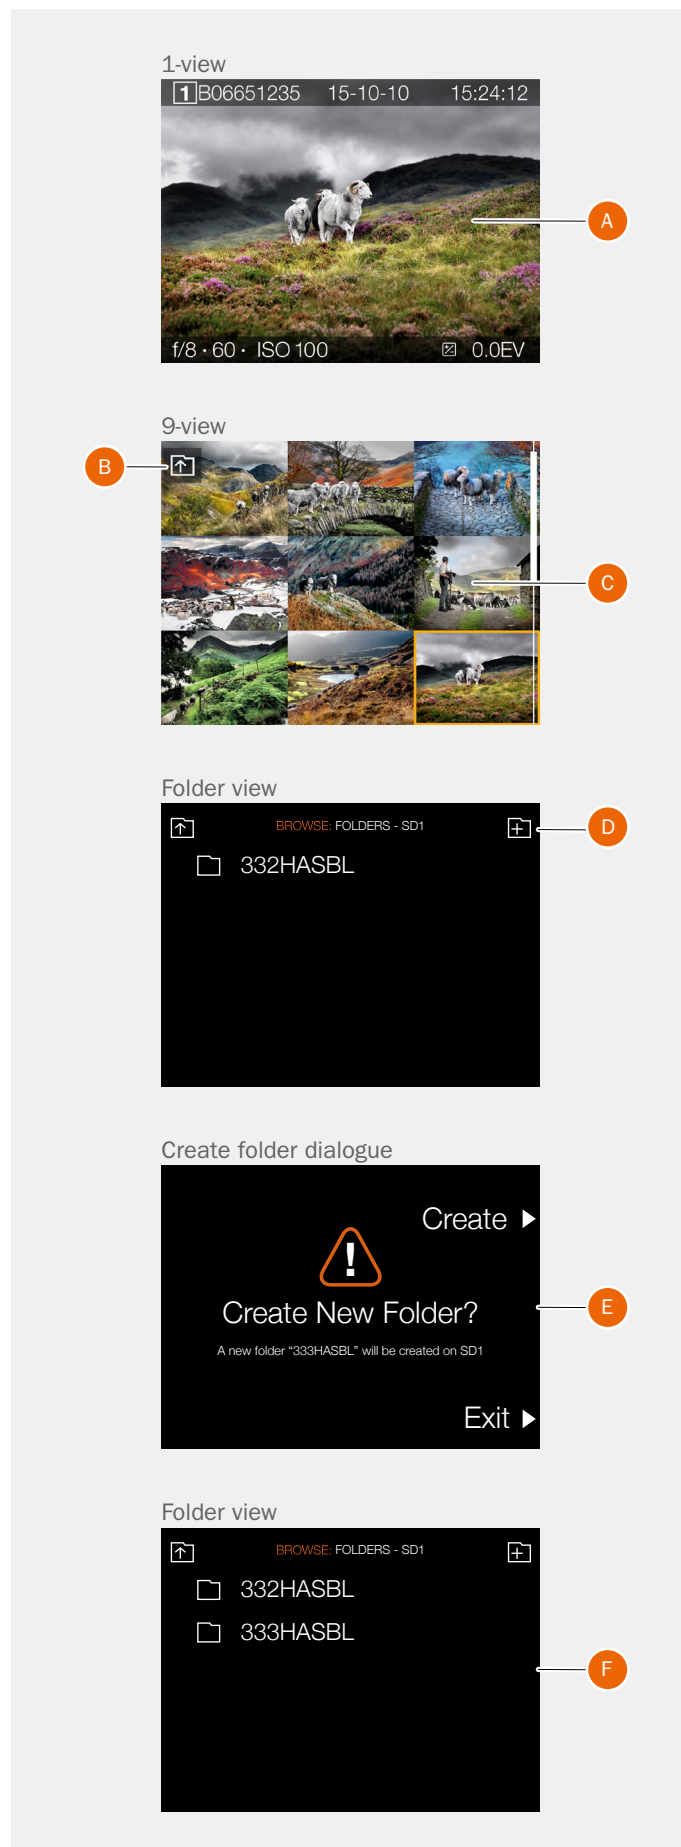 1-view
1 B06651235 15-10-10 15:24:12
A
f/8 · 60 · ISO 100 0.0EV
9-view
B
C
Folder view
BROWSE: FOLDERS - SD1
D
332HASBL
Create folder dialogue
Create
!
Create New Folder?
E
A new folder “333HASBL” will be created on SD1
Exit
Folder view
BROWSE: FOLDERS - SD1
332HASBL
333HASBL
F